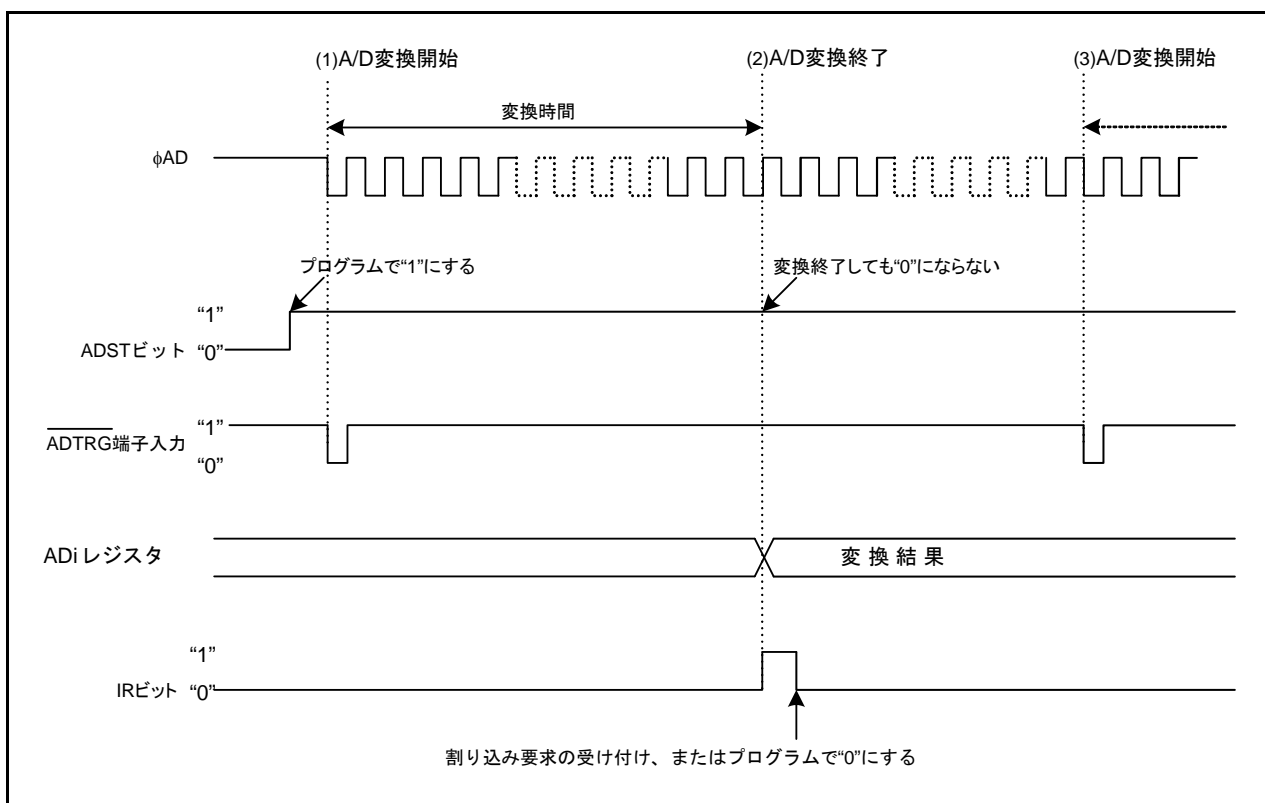 (1)A/D変換開始
(2)A/D変換終了
(3)A/D変換開始
変換時間
ϕAD
プログラムで“1”にする
変換終了しても“0”にならない
“1”
ADSTビット “0”
“1”
ADTRG端子入力
“0”
ADiレジスタ
変 換 結 果
“1”
IRビット “0”
割り込み要求の受け付け、またはプログラムで“0”にする